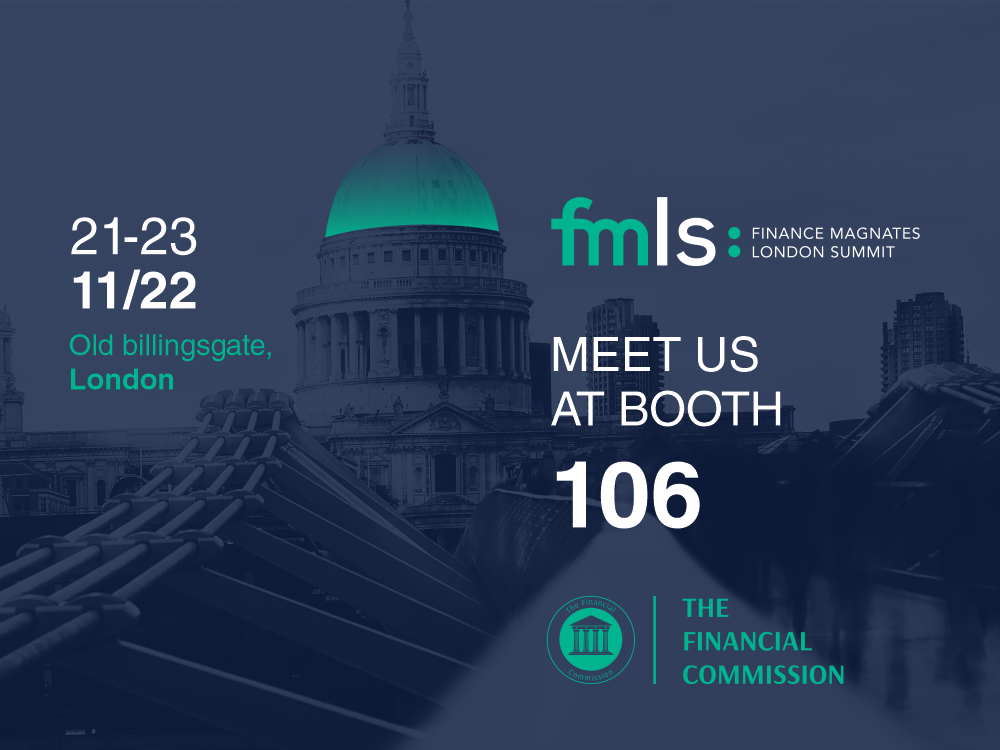 21-23
11/22
Old billingsgate,
London
fmls:
FINANCE MAGNATES
LONDON SUMMIT
MEET US
AT BOOTH
106
The Financial
Commission
THE
FINANCIAL
COMMISSION